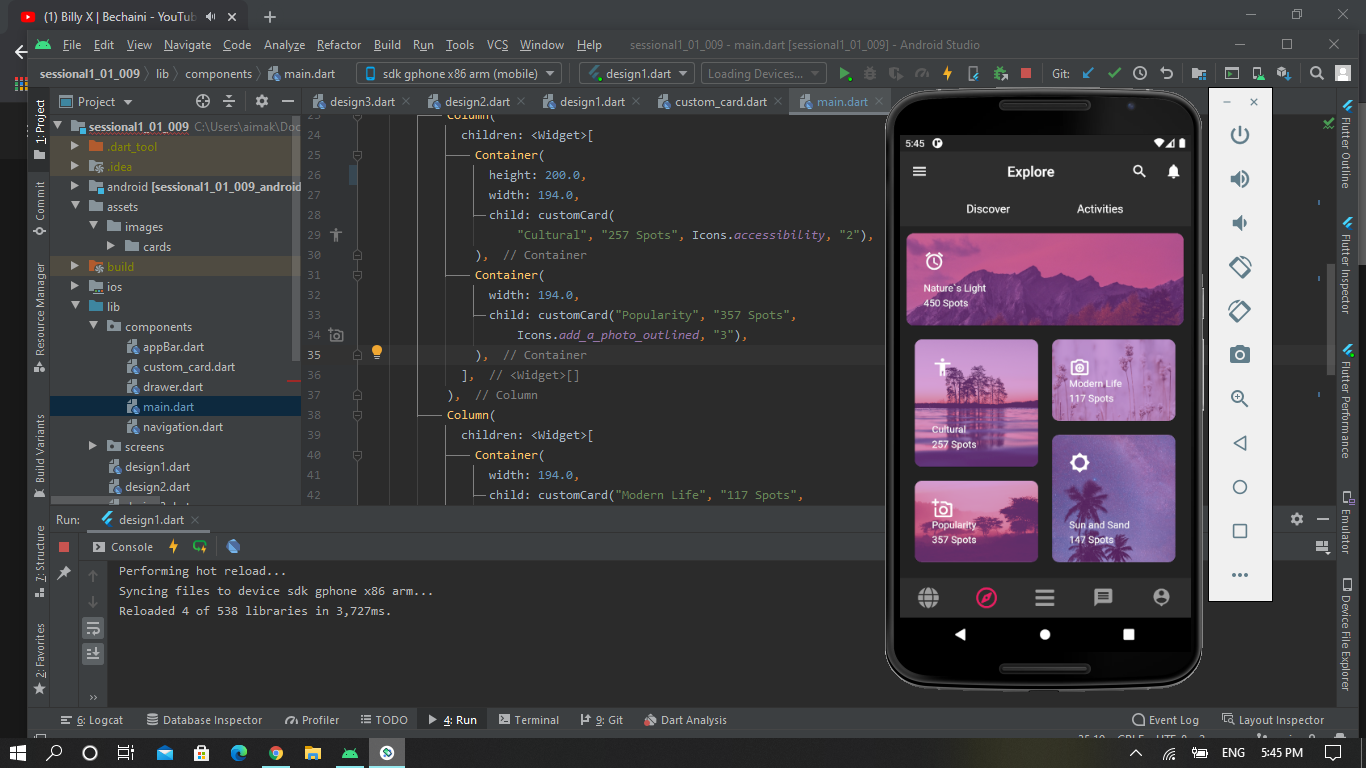 (1) Billy X | Bechaini - YouTub
File Edit View Navigate Code Analyze Refactor Build Run Tools VCS Window Help sessional1_01_009 - main.dart [sessional1_01_009] - Android Studio
sessional1_01_009 lib components main.dart sdk gphone x86 arm (mobile) design1.dart Loading Devices... Git:
Project design3.dart design2.dart design1.dart custom_card.dart main.dart
1: Project
Commit
Resource Manager
Build Variants
7: Structure
2: Favorites
sessional1_01_009 C:\Users\aimak\Doc
.dart_tool
.idea
android [sessional1_01_009_android
assets
images
cards
build
ios
lib
components
appBar.dart
custom_card.dart
drawer.dart
main.dart
navigation.dart
screens
design1.dart
design2.dart
23 Column(
24 children: <Widget>[
25 Container(
26 height: 200.0,
27 width: 194.0,
28 child: customCard(
29 "Cultural", "257 Spots", Icons.accessibility, "2"),
30 ), // Container
31 Container(
32 width: 194.0,
33 child: customCard("Popularity", "357 Spots",
34 Icons.add_a_photo_outlined, "3"),
35 ), // Container
36 ], // <Widget>[]
37 ), // Column
38 Column(
39 children: <Widget>[
40 Container(
41 width: 194.0,
42 child: customCard("Modern Life", "117 Spots",
5:45
Explore
Discover Activities
Nature`s Light
450 Spots
Cultural
257 Spots
Modern Life
117 Spots
Popularity
357 Spots
Sun and Sand
147 Spots
Flutter Outline
Flutter Inspector
Flutter Performance
Emulator
Device File Explorer
Run: design1.dart
Console
Performing hot reload...
Syncing files to device sdk gphone x86 arm...
Reloaded 4 of 538 libraries in 3,727ms.
6: Logcat Database Inspector Profiler TODO 4: Run Terminal 9: Git Dart Analysis Event Log Layout Inspector
ENG 5:45 PM